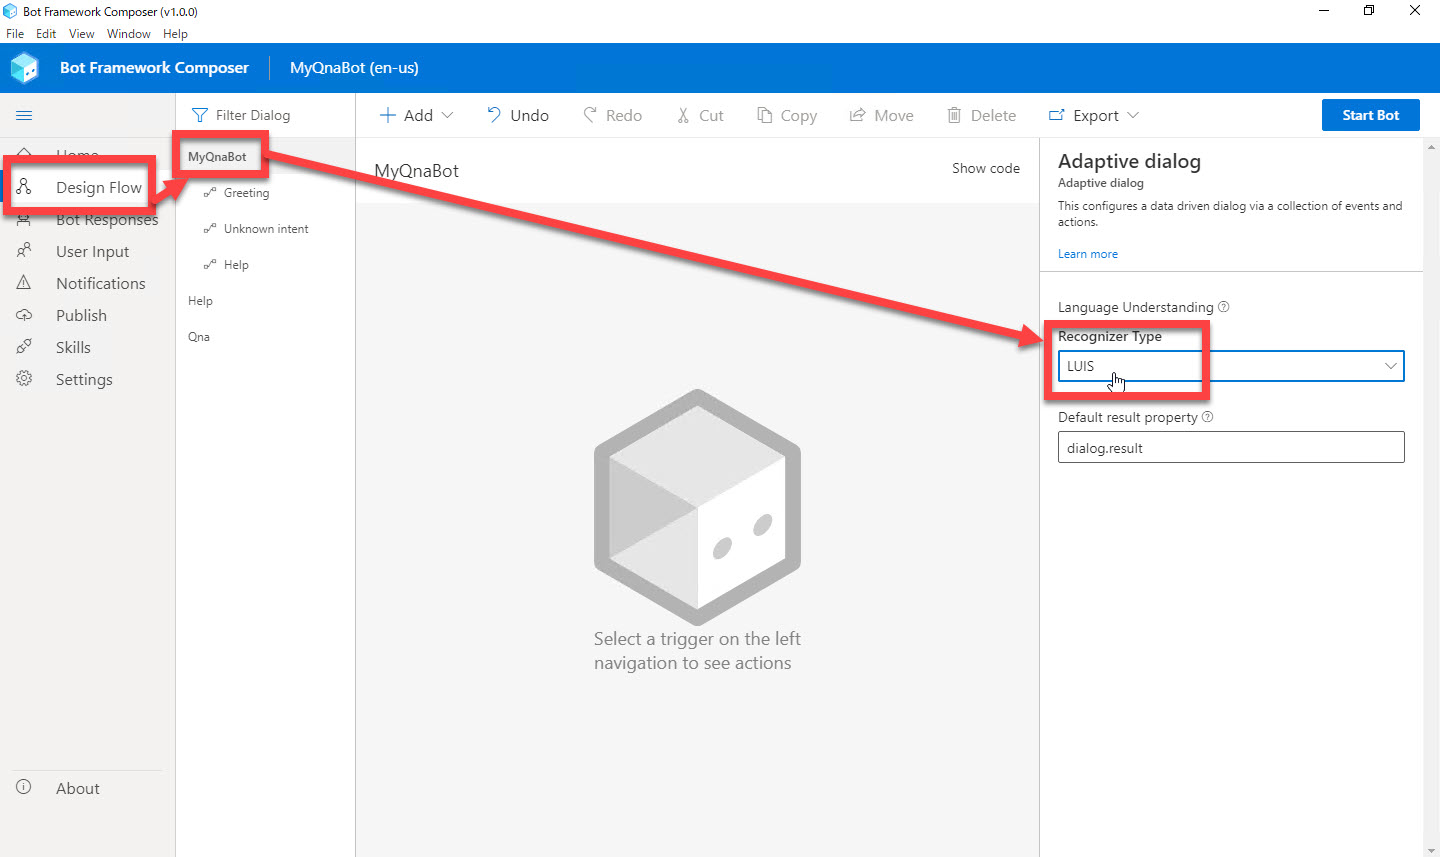 Bot Framework Composer (v1.0.0)
File Edit View Window Help
Bot Framework Composer MyQnaBot (en-us)
Filter Dialog
Add Undo Redo Cut Copy Move Delete Export Start Bot
Home
Design Flow
Bot Responses
User Input
Notifications
Publish
Skills
Settings
About
MyQnaBot
Greeting
Unknown intent
Help
Help
Qna
MyQnaBot
Show code
Select a trigger on the left
navigation to see actions
Adaptive dialog
Adaptive dialog
This configures a data driven dialog via a collection of events and
actions.
Learn more
Language Understanding
Recognizer Type
LUIS
Default result property
dialog.result